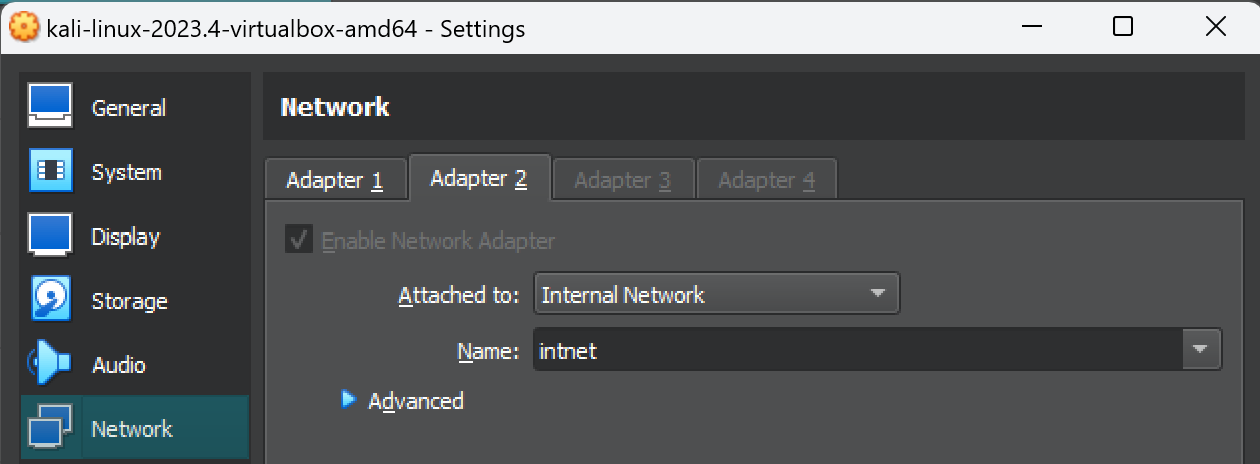 kali-linux-2023.4-virtualbox-amd64 - Settings
General
System
Display
Storage
Audio
Network
Network
Adapter 1 Adapter 2 Adapter 3 Adapter 4
Enable Network Adapter
Attached to: Internal Network
Name: intnet
Advanced